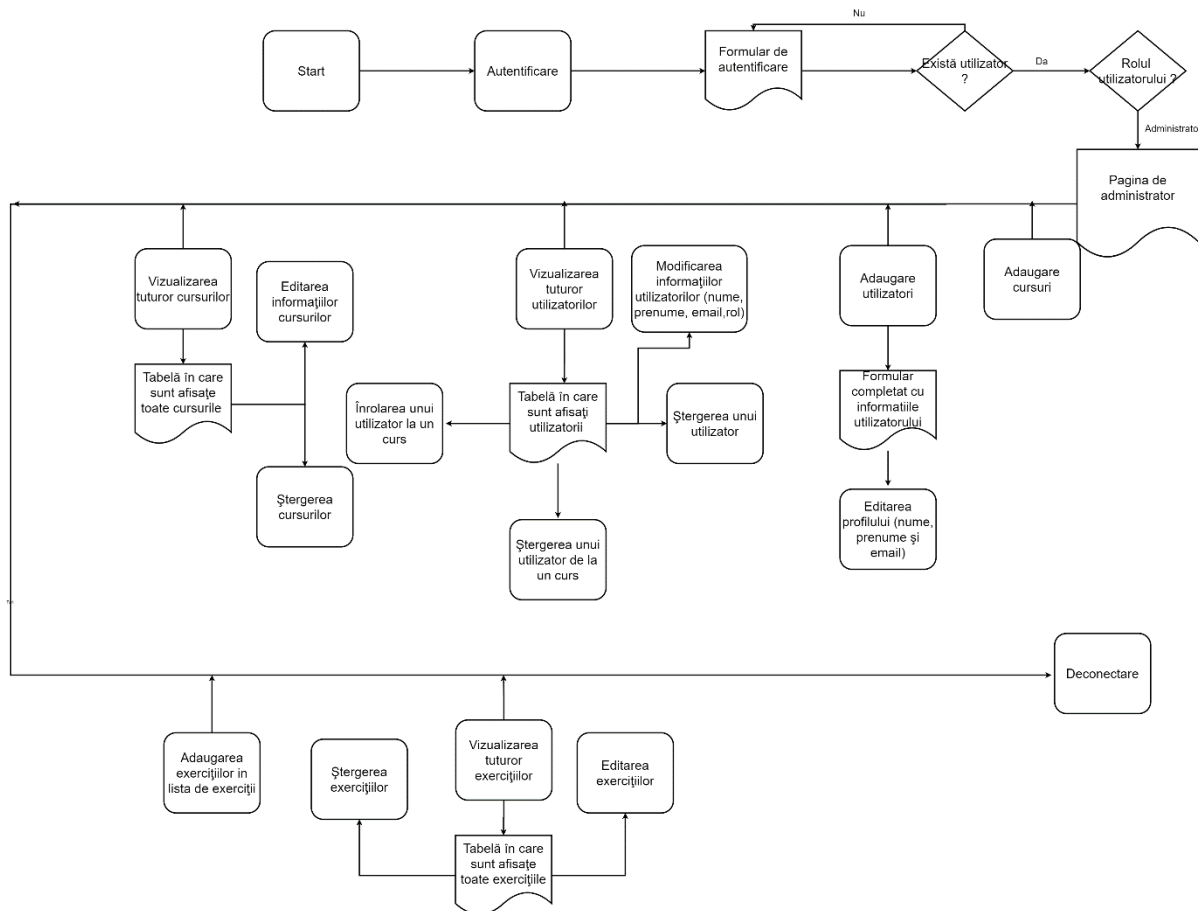 Nu
Start
Autentificare
Formular de
autentificare
Există utilizator
?
Da
Rolul
utilizatorului ?
Administrato
Pagina de
administrator
Vizualizarea
tuturor cursurilor
Editarea
informaţiilor
cursurilor
Vizualizarea
tuturor
utilizatorilor
Modificarea
informaţiilor
utilizatorilor (nume,
prenume, email,rol)
Adaugare
utilizatori
Adaugare
cursuri
Tabelă în care
sunt afisaţe
toate cursurile
Înrolarea unui
utilizator la un
curs
Tabelă în care
sunt afisaţi
utilizatorii
Ştergerea unui
utilizator
Formular
completat cu
informatiile
utilizatorului
Ştergerea
cursurilor
Ştergerea unui
utilizator de la
un curs
Editarea
profilului (nume,
prenume şi
email)
Deconectare
Adaugarea
exerciţiilor in
lista de exerciţii
Ştergerea
exerciţiilor
Vizualizarea
tuturor
exerciţiilor
Editarea
exerciţiilor
Tabelă în care
sunt afisaţe
toate exerciţiile